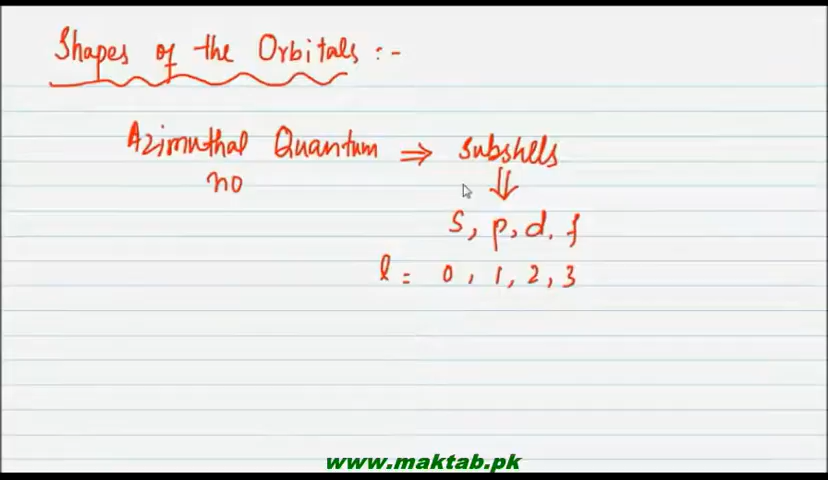 Shapes of the Orbitals :-
Azimuthal Quantum ⇒ subshells
no
⇓
s, p, d, f
l = 0, 1, 2, 3
www.maktab.pk